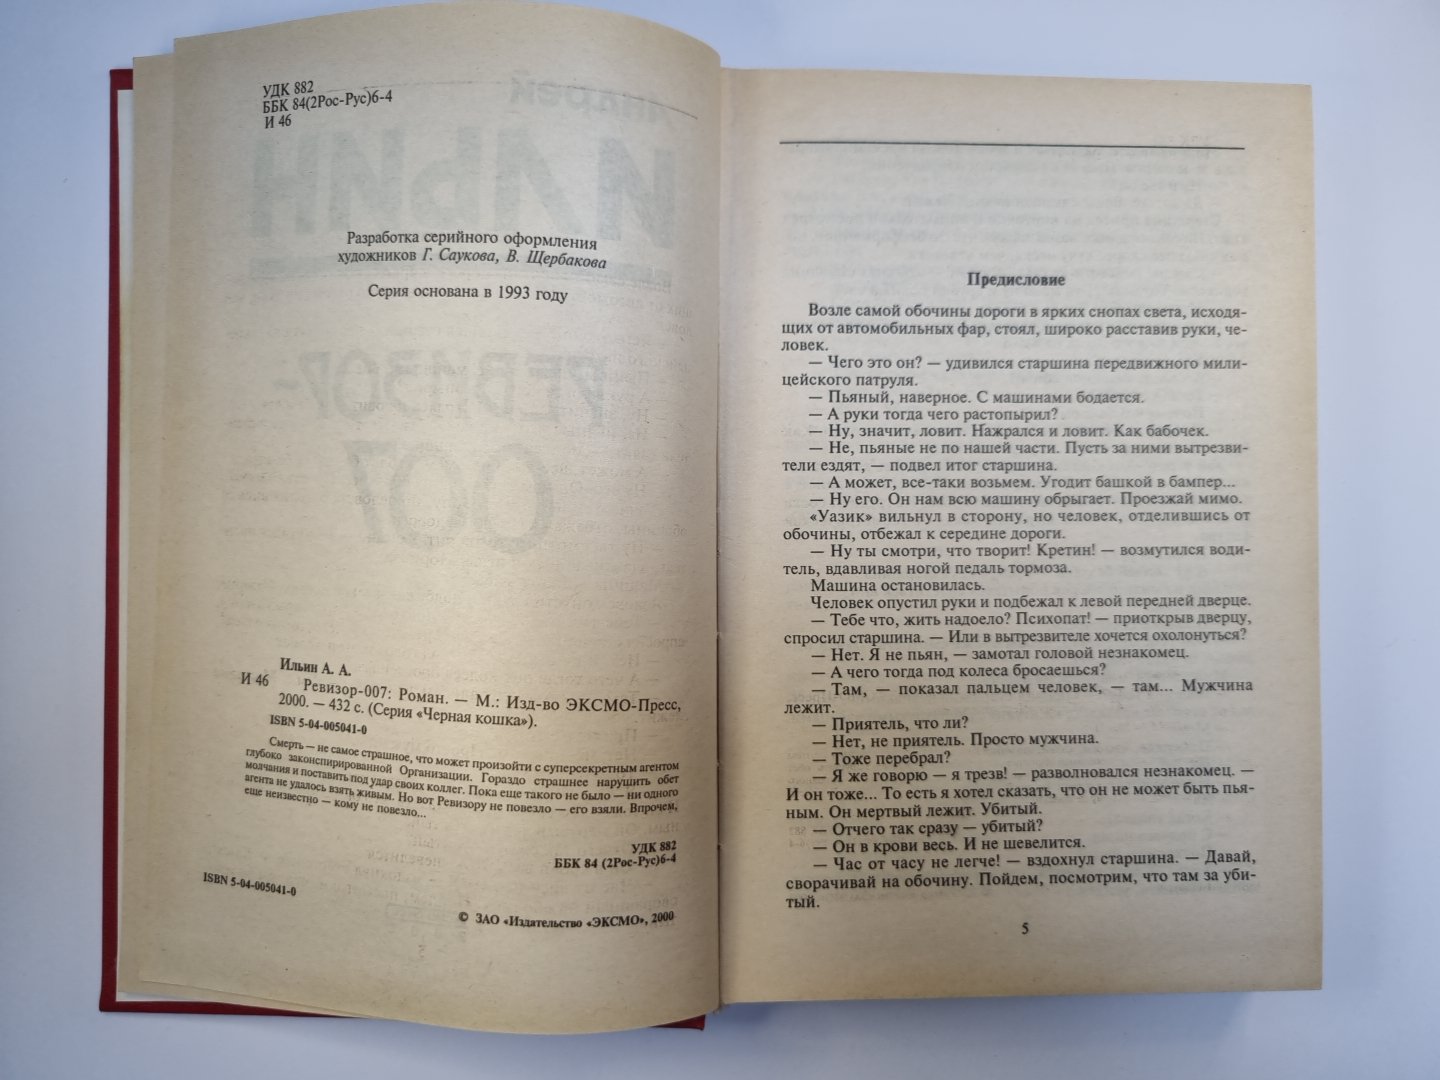 УДК 882
ББК 84(2Рос-Рус)6-4
И 46
Разработка серийного оформления
художников Г. Саукова, В. Щербакова
Серия основана в 1993 году
Ильин А. А.
И 46
Ревизор-007: Роман. — М.: Изд-во ЭКСМО-Пресс,
2000. — 432 с. (Серия «Черная кошка»).
ISBN 5-04-005041-0
Смерть — не самое страшное, что может произойти с суперсекретным агентом
глубоко законспирированной Организации. Гораздо страшнее нарушить обет
молчания и поставить под удар своих коллег. Пока еще такого не было — ни одного
агента не удалось взять живым. Но вот Ревизору не повезло — его взяли. Впрочем,
еще неизвестно — кому не повезло...
УДК 882
ББК 84 (2Рос-Рус)6-4
ISBN 5-04-005041-0
© ЗАО «Издательство «ЭКСМО», 2000
Предисловие
Возле самой обочины дороги в ярких снопах света, исходя-
щих от автомобильных фар, стоял, широко расставив руки, че-
ловек.
— Чего это он? — удивился старшина передвижного мили-
цейского патруля.
— Пьяный, наверное. С машинами бодается.
— А руки тогда чего растопырил?
— Ну, значит, ловит. Нажрался и ловит. Как бабочек.
— Не, пьяные не по нашей части. Пусть за ними вытрезви-
тели ездят, — подвел итог старшина.
— А может, все-таки возьмем. Угодит башкой в бампер...
— Ну его. Он нам всю машину обрыгает. Проезжай мимо.
«Уазик» вильнул в сторону, но человек, отделившись от
обочины, отбежал к середине дороги.
— Ну ты смотри, что творит! Кретин! — возмутился води-
тель, вдавливая ногой педаль тормоза.
Машина остановилась.
Человек опустил руки и подбежал к левой передней дверце.
— Тебе что, жить надоело? Психопат! — приоткрыв дверцу,
спросил старшина. — Или в вытрезвителе хочется охолонуться?
— Нет. Я не пьян, — замотал головой незнакомец.
— А чего тогда под колеса бросаешься?
— Там, — показал пальцем человек, — там... Мужчина
лежит.
— Приятель, что ли?
— Нет, не приятель. Просто мужчина.
— Тоже перебрал?
— Я же говорю — я трезв! — разволновался незнакомец. —
И он тоже... То есть я хотел сказать, что он не может быть пья-
ным. Он мертвый лежит. Убитый.
— Отчего так сразу — убитый?
— Он в крови весь. И не шевелится.
— Час от часу не легче! — вздохнул старшина. — Давай,
сворачивай на обочину. Пойдем, посмотрим, что там за уби-
тый.
5